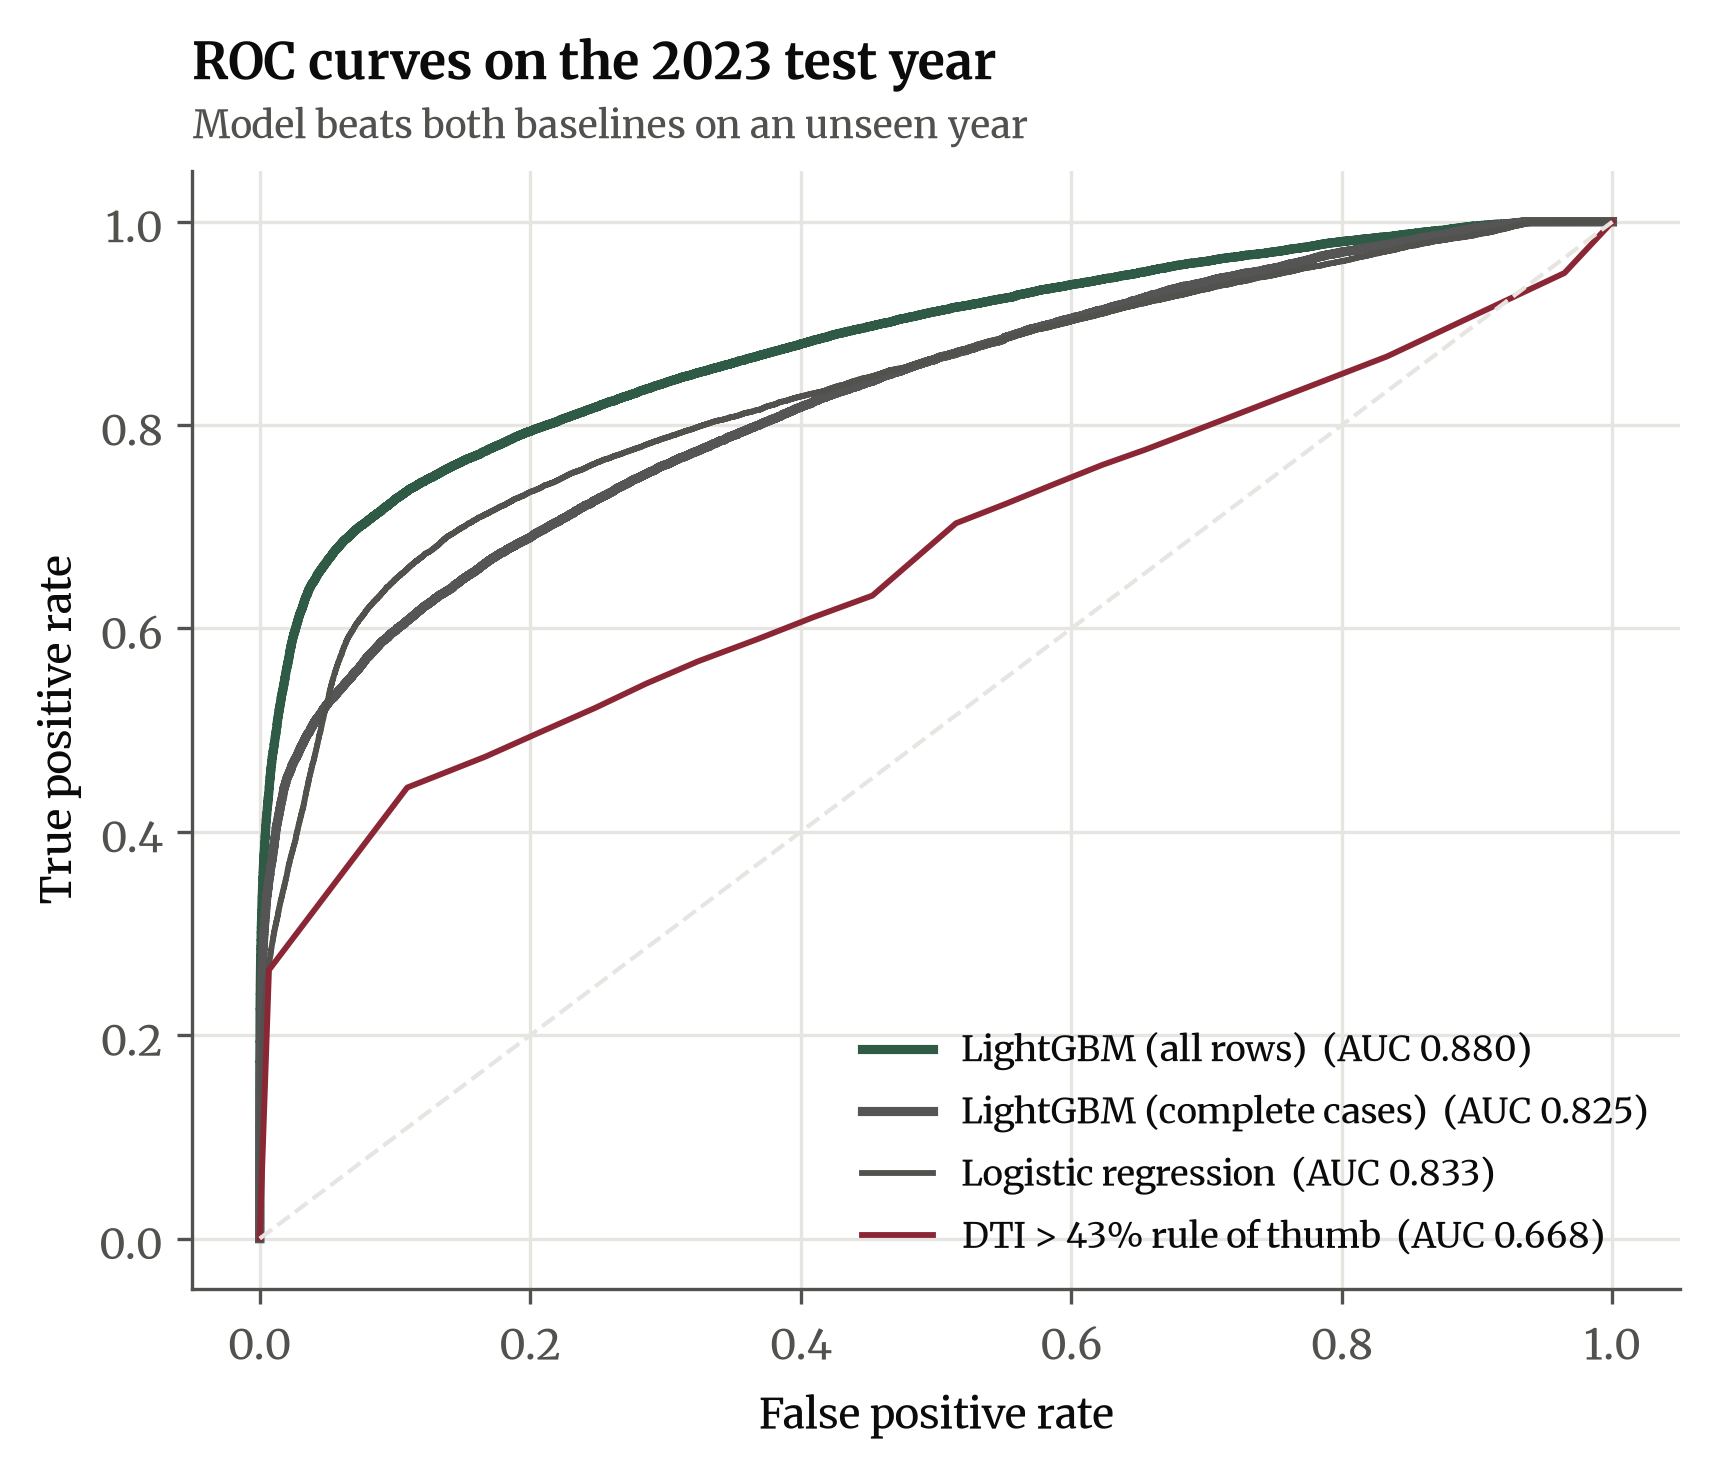 ROC curves on the 2023 test year
Model beats both baselines on an unseen year
True positive rate
1.0
0.8
0.6
0.4
0.2
0.0
LightGBM (all rows) (AUC 0.880)
LightGBM (complete cases) (AUC 0.825)
Logistic regression (AUC 0.833)
DTI > 43% rule of thumb (AUC 0.668)
0.0 0.2 0.4 0.6 0.8 1.0
False positive rate